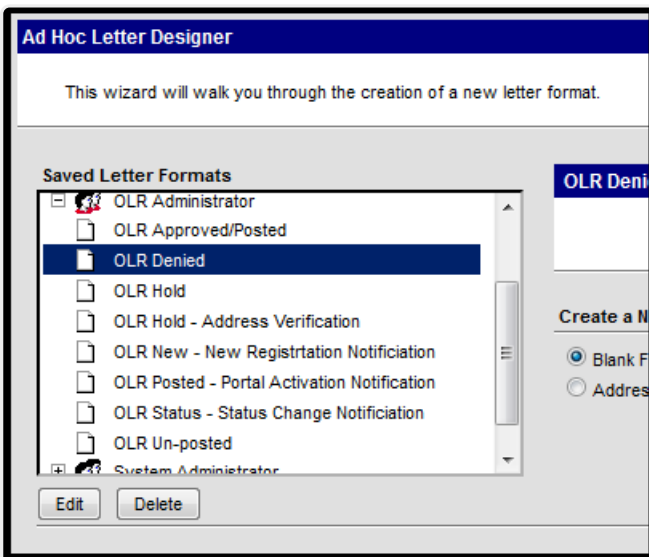 Ad Hoc Letter Designer
This wizard will walk you through the creation of a new letter format.
Saved Letter Formats
OLR Administrator
OLR Approved/Posted
OLR Denied
OLR Hold
OLR Hold - Address Verification
OLR New - New Registrtation Notificiation
OLR Posted - Portal Activation Notification
OLR Status - Status Change Notificiation
OLR Un-posted
System Administrator
Edit Delete
OLR Deni
Create a N
Blank F
Addres